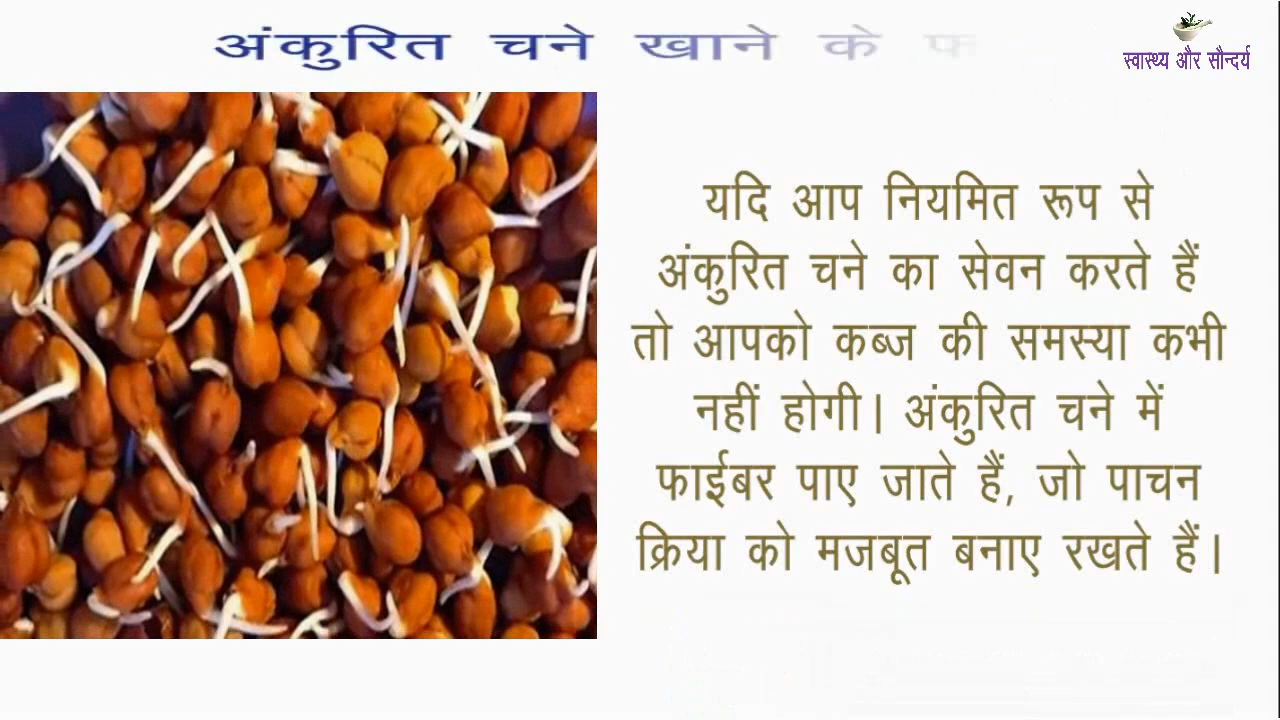 अंकुरित चने खाने के
स्वास्थ्य और सौन्दर्य
यदि आप नियमित रूप से
अंकुरित चने का सेवन करते हैं
तो आपको कब्ज की समस्या कभी
नहीं होगी। अंकुरित चने में
फाईबर पाए जाते हैं, जो पाचन
क्रिया को मजबूत बनाए रखते हैं।